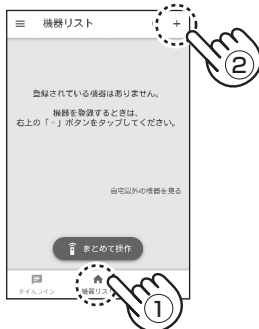 機器リスト
+
②
登録されている機器はありません。
機器を登録するときは、
右上の「+」ボタンをタップしてください。
自宅以外の機器を見る
まとめて操作
タイムライン
機器リス
①